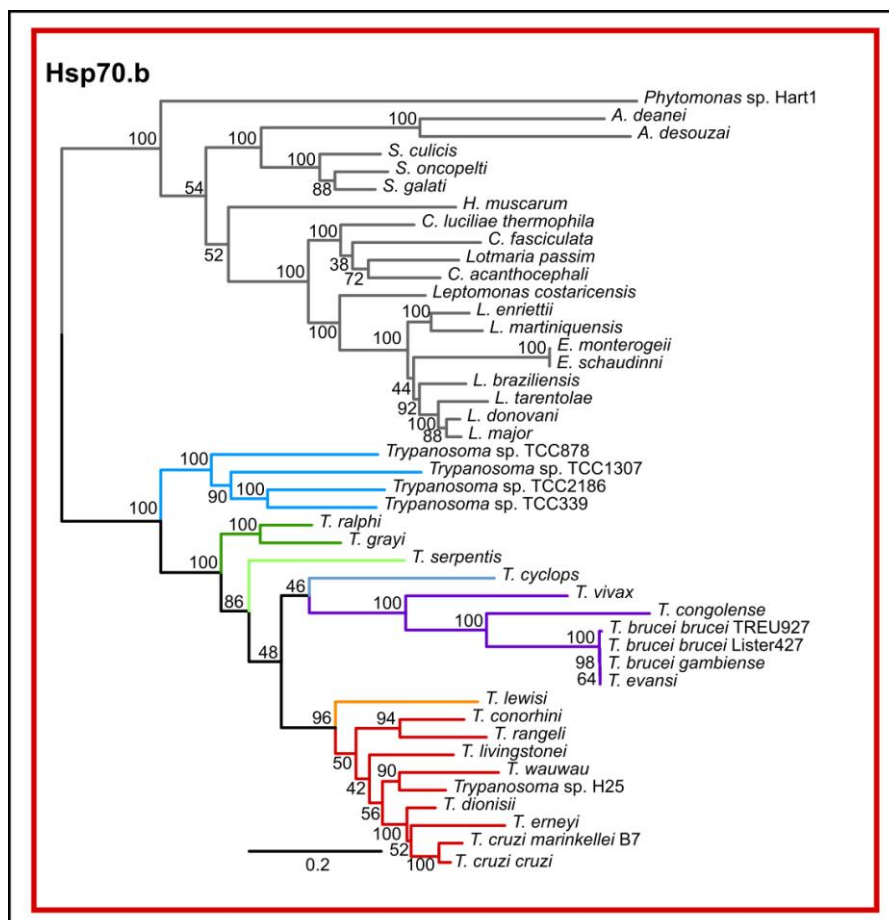 Hsp70.b
Phytomonas sp. Hart1
A. deanei
100
100
A. desouzai
100
S. culicis
100
S. oncopelti
54
88
S. galati
H. muscarum
100
C. luciliae thermophila
52
C. fasciculata
100
38
Lotmaria passim
72
C. acanthocephali
Leptomonas costaricensis
100
L. enriettii
100
L. martiniquensis
100
100
E. monterogeii
E. schaudinni
44
L. braziliensis
92
L. tarentolae
100
L. donovani
88
L. major
Trypanosoma sp. TCC878
100
Trypanosoma sp. TCC1307
90
100
Trypanosoma sp. TCC2186
100
Trypanosoma sp. TCC339
T. ralphi
100
T. grayi
100
T. serpentis
46
T. cyclops
86
T. vivax
100
T. congolense
100
T. brucei brucei TREU927
100
T. brucei brucei Lister427
98
T. brucei gambiense
48
64
T. evansi
T. lewisi
96
94
T. conorhini
T. rangeli
50
T. livingstonei
42
90
T. wauwau
Trypanosoma sp. H25
56
T. dionisii
100
T. erneyi
52
T. cruzi marinkellei B7
100
T. cruzi cruzi
0.2